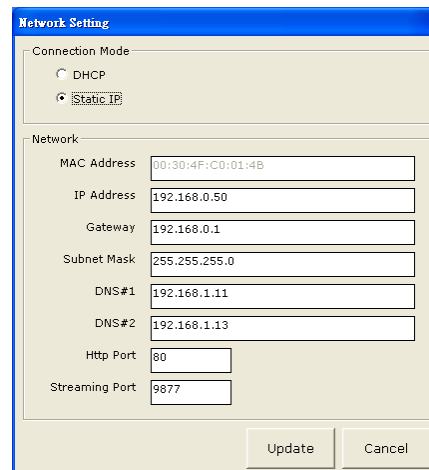 Network Setting
Connection Mode
DHCP
Static IP
Network
MAC Address 00:30:4F:C0:01:4B
IP Address 192.168.0.50
Gateway 192.168.0.1
Subnet Mask 255.255.255.0
DNS#1 192.168.1.11
DNS#2 192.168.1.13
Http Port 80
Streaming Port 9877
Update Cancel